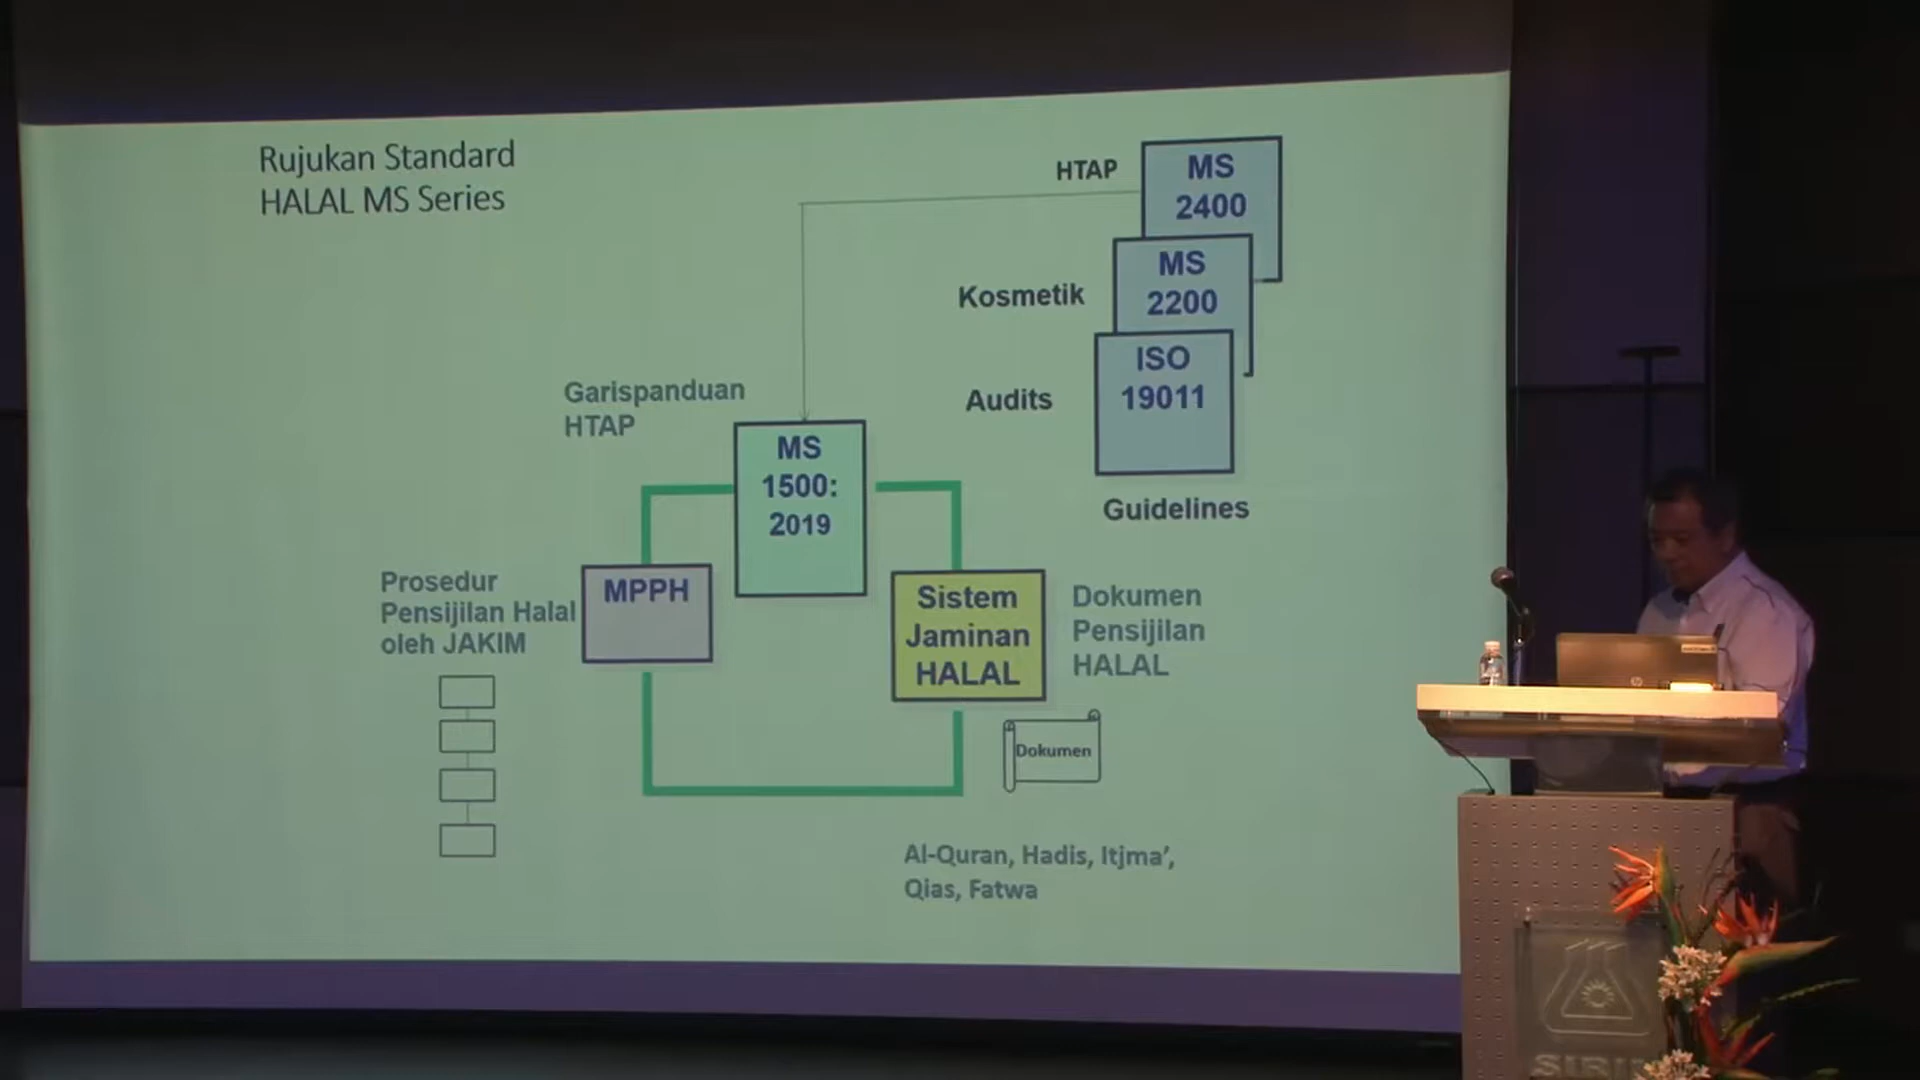 Rujukan Standard
HALAL MS Series
HTAP
MS
2400
Kosmetik
MS
2200
Audits
ISO
19011
Guidelines
Garispanduan
HTAP
MS
1500:
2019
Prosedur
Pensijilan Halal
oleh JAKIM
MPPH
Sistem
Jaminan
HALAL
Dokumen
Pensijilan
HALAL
Dokumen
Al-Quran, Hadis, Itjma’,
Qias, Fatwa